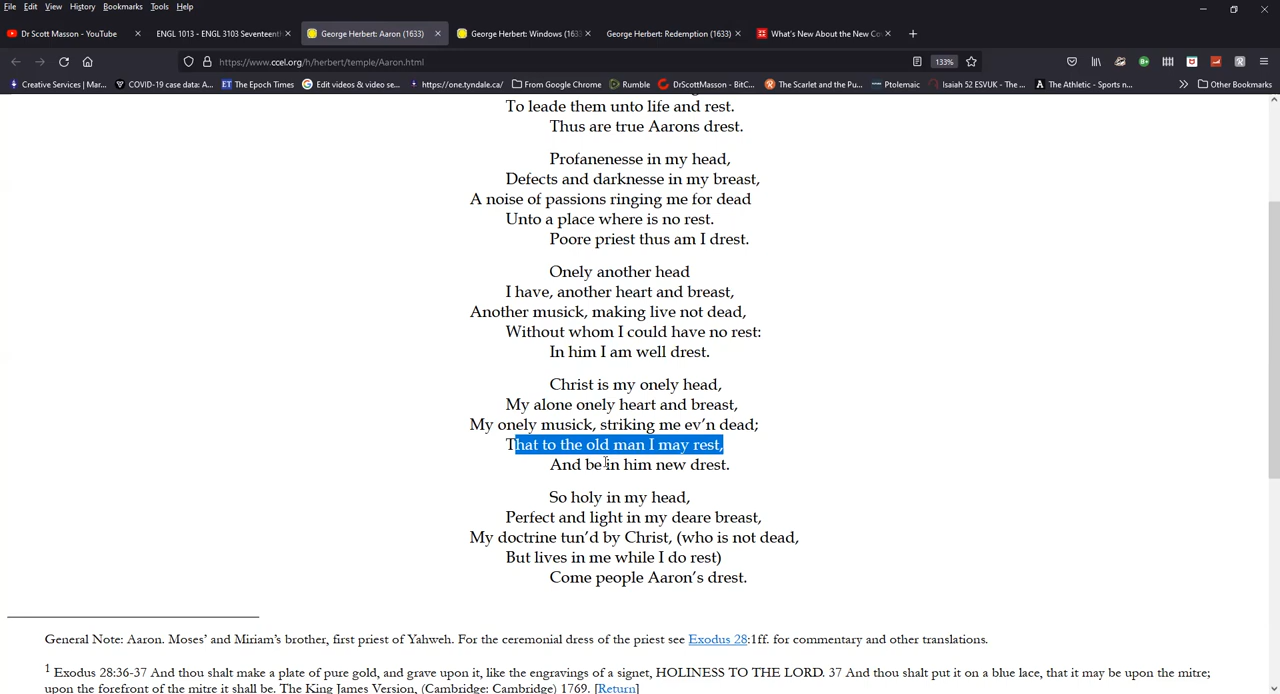 File Edit View History Bookmarks Tools Help
Dr Scott Masson - YouTube × ENGL 1013 - ENGL 3103 Seventeenth × George Herbert: Aaron (1633) × George Herbert: Windows (1633 × George Herbert: Redemption (1633) × What's New About the New Co ×
https://www.ccel.org/h/herbert/temple/Aaron.html 133%
Creative Services | Mar... COVID-19 case data: A... The Epoch Times Edit videos & video se... https://one.tyndale.ca/ From Google Chrome Rumble DrScottMasson - BitC... The Scarlet and the Pu... Ptolemaic Isaiah 52 ESVUK - The ... The Athletic - Sports n... Other Bookmarks
To leade them unto life and rest.
Thus are true Aarons drest.
Profanenesse in my head,
Defects and darknesse in my breast,
A noise of passions ringing me for dead
Unto a place where is no rest.
Poore priest thus am I drest.
Onely another head
I have, another heart and breast,
Another musick, making live not dead,
Without whom I could have no rest:
In him I am well drest.
Christ is my onely head,
My alone onely heart and breast,
My onely musick, striking me ev'n dead;
That to the old man I may rest,
And be in him new drest.
So holy in my head,
Perfect and light in my deare breast,
My doctrine tun'd by Christ, (who is not dead,
But lives in me while I do rest)
Come people Aaron's drest.
General Note: Aaron. Moses' and Miriam's brother, first priest of Yahweh. For the ceremonial dress of the priest see Exodus 28:1ff. for commentary and other translations.
1 Exodus 28:36-37 And thou shalt make a plate of pure gold, and grave upon it, like the engravings of a signet, HOLINESS TO THE LORD. 37 And thou shalt put it on a blue lace, that it may be upon the mitre;
upon the forefront of the mitre it shall be. The King James Version, (Cambridge: Cambridge) 1769. [Return]